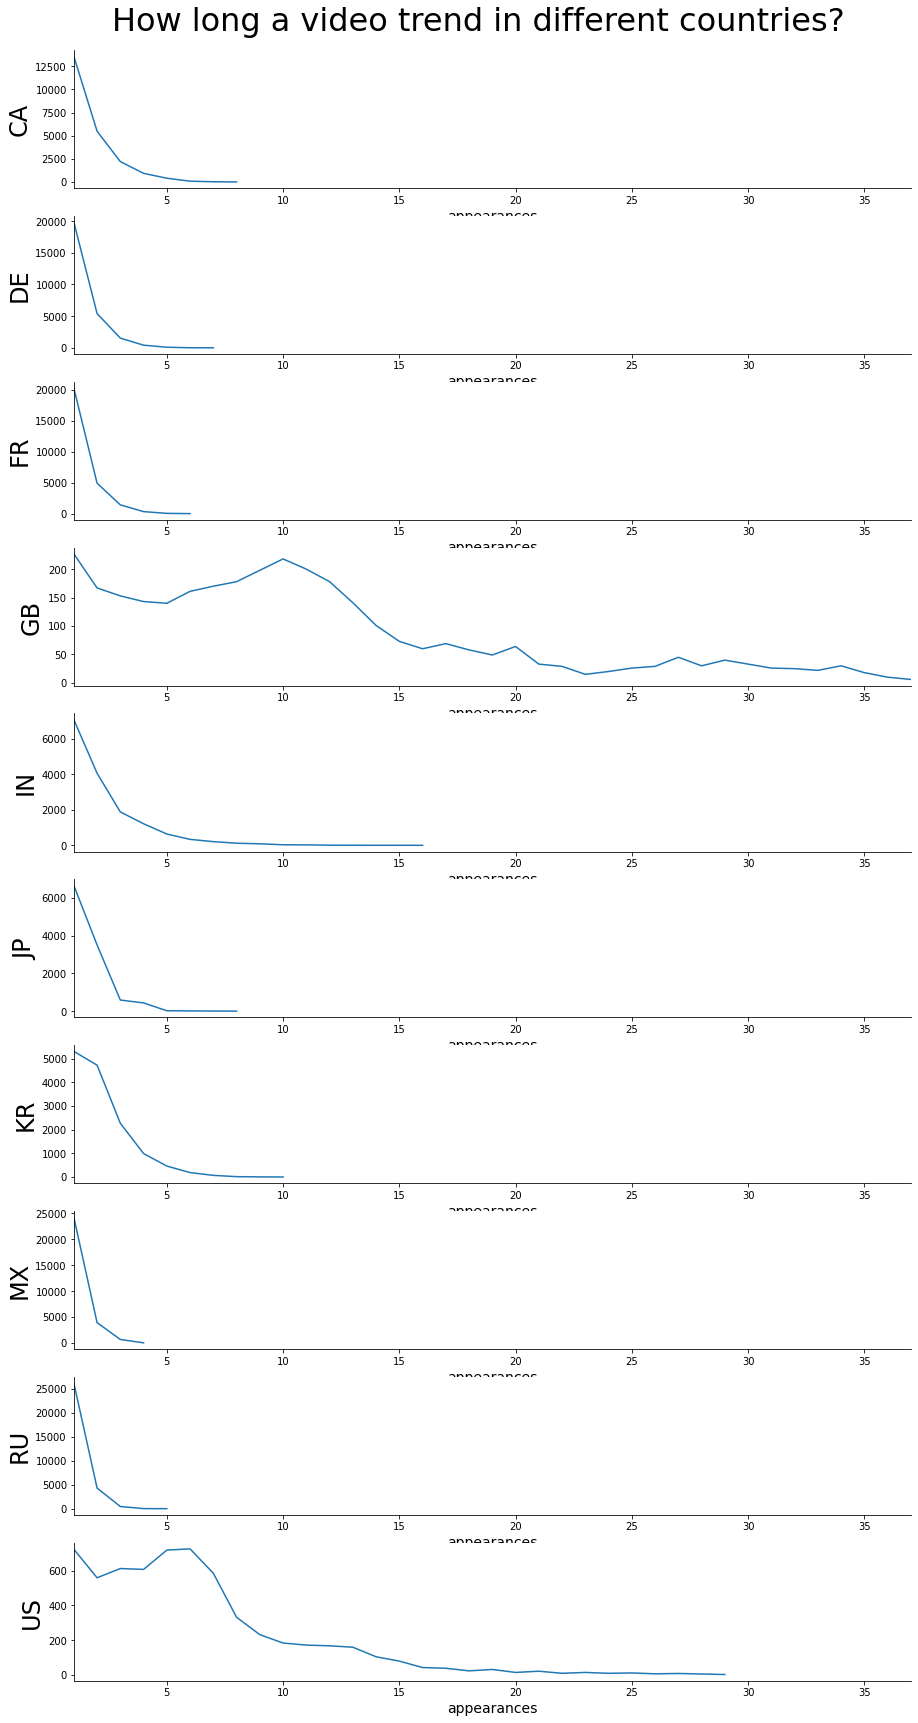 How long a video trend in different countries?
12500
10000
7500
5000
2500
0
CA
5 10 15 20 25 30 35
appearances
20000
15000
10000
5000
0
DE
5 10 15 20 25 30 35
appearances
20000
15000
10000
5000
0
FR
5 10 15 20 25 30 35
appearances
200
150
100
50
0
GB
5 10 15 20 25 30 35
appearances
6000
4000
2000
0
IN
5 10 15 20 25 30 35
appearances
6000
4000
2000
0
JP
5 10 15 20 25 30 35
appearances
5000
4000
3000
2000
1000
0
KR
5 10 15 20 25 30 35
appearances
25000
20000
15000
10000
5000
0
MX
5 10 15 20 25 30 35
appearances
25000
20000
15000
10000
5000
0
RU
5 10 15 20 25 30 35
appearances
600
400
200
0
US
5 10 15 20 25 30 35
appearances